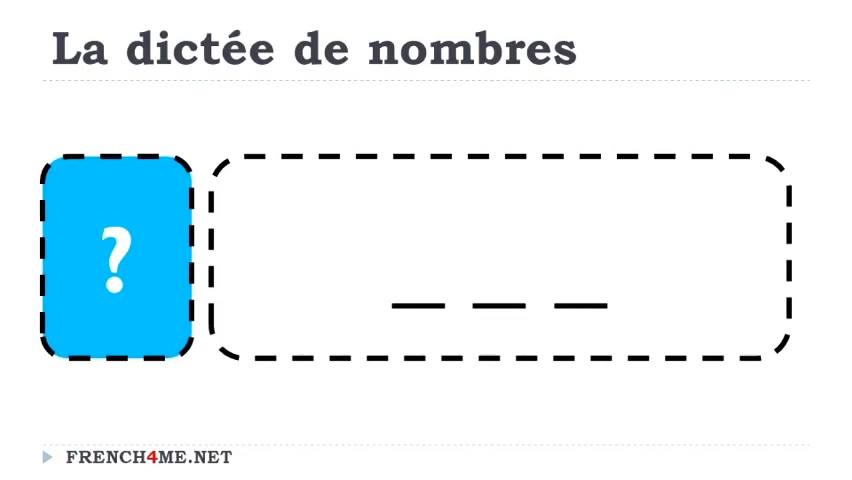 La dictée de nombres
?
_ _ _
FRENCH4ME.NET